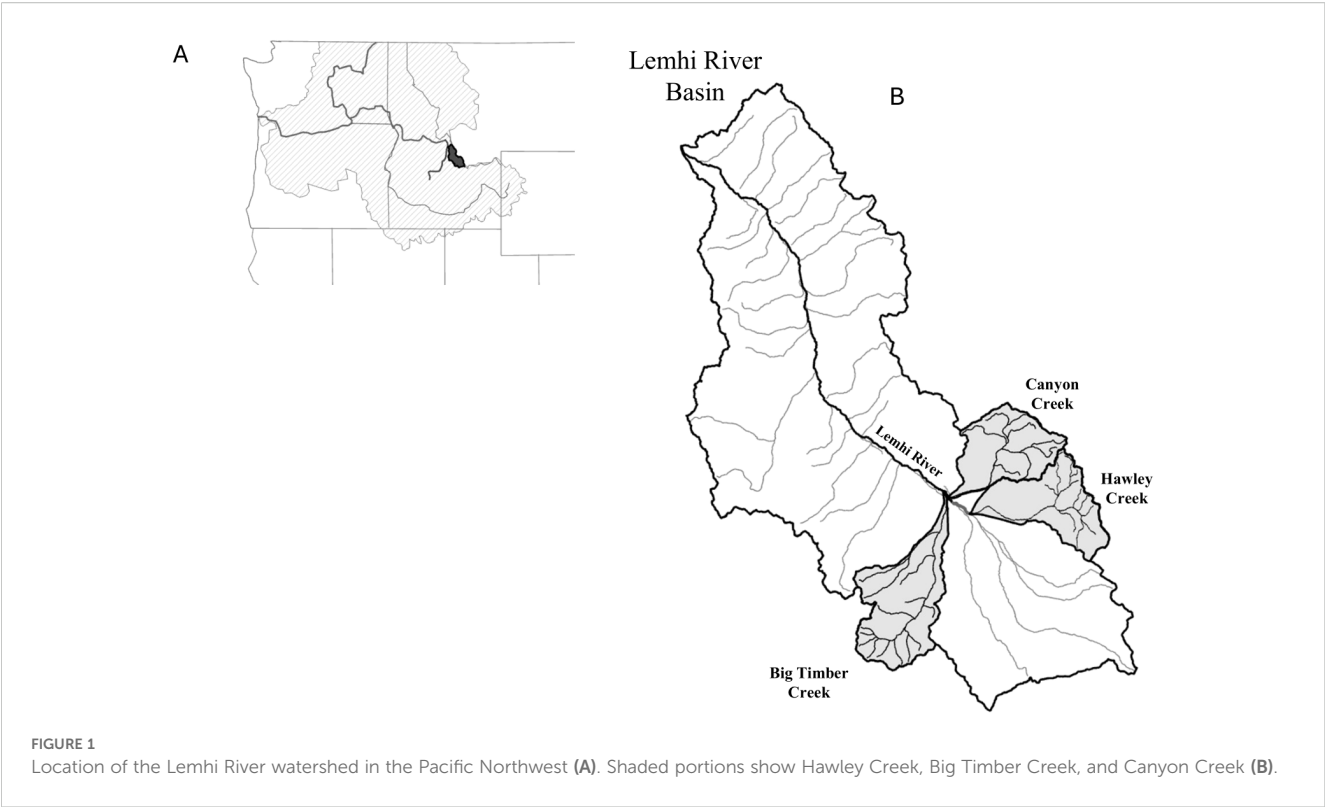 A
Lemhi River
Basin
B
Canyon
Creek
Lemhi River
Hawley
Creek
Big Timber
Creek
FIGURE 1
Location of the Lemhi River watershed in the Pacific Northwest (A). Shaded portions show Hawley Creek, Big Timber Creek, and Canyon Creek (B).